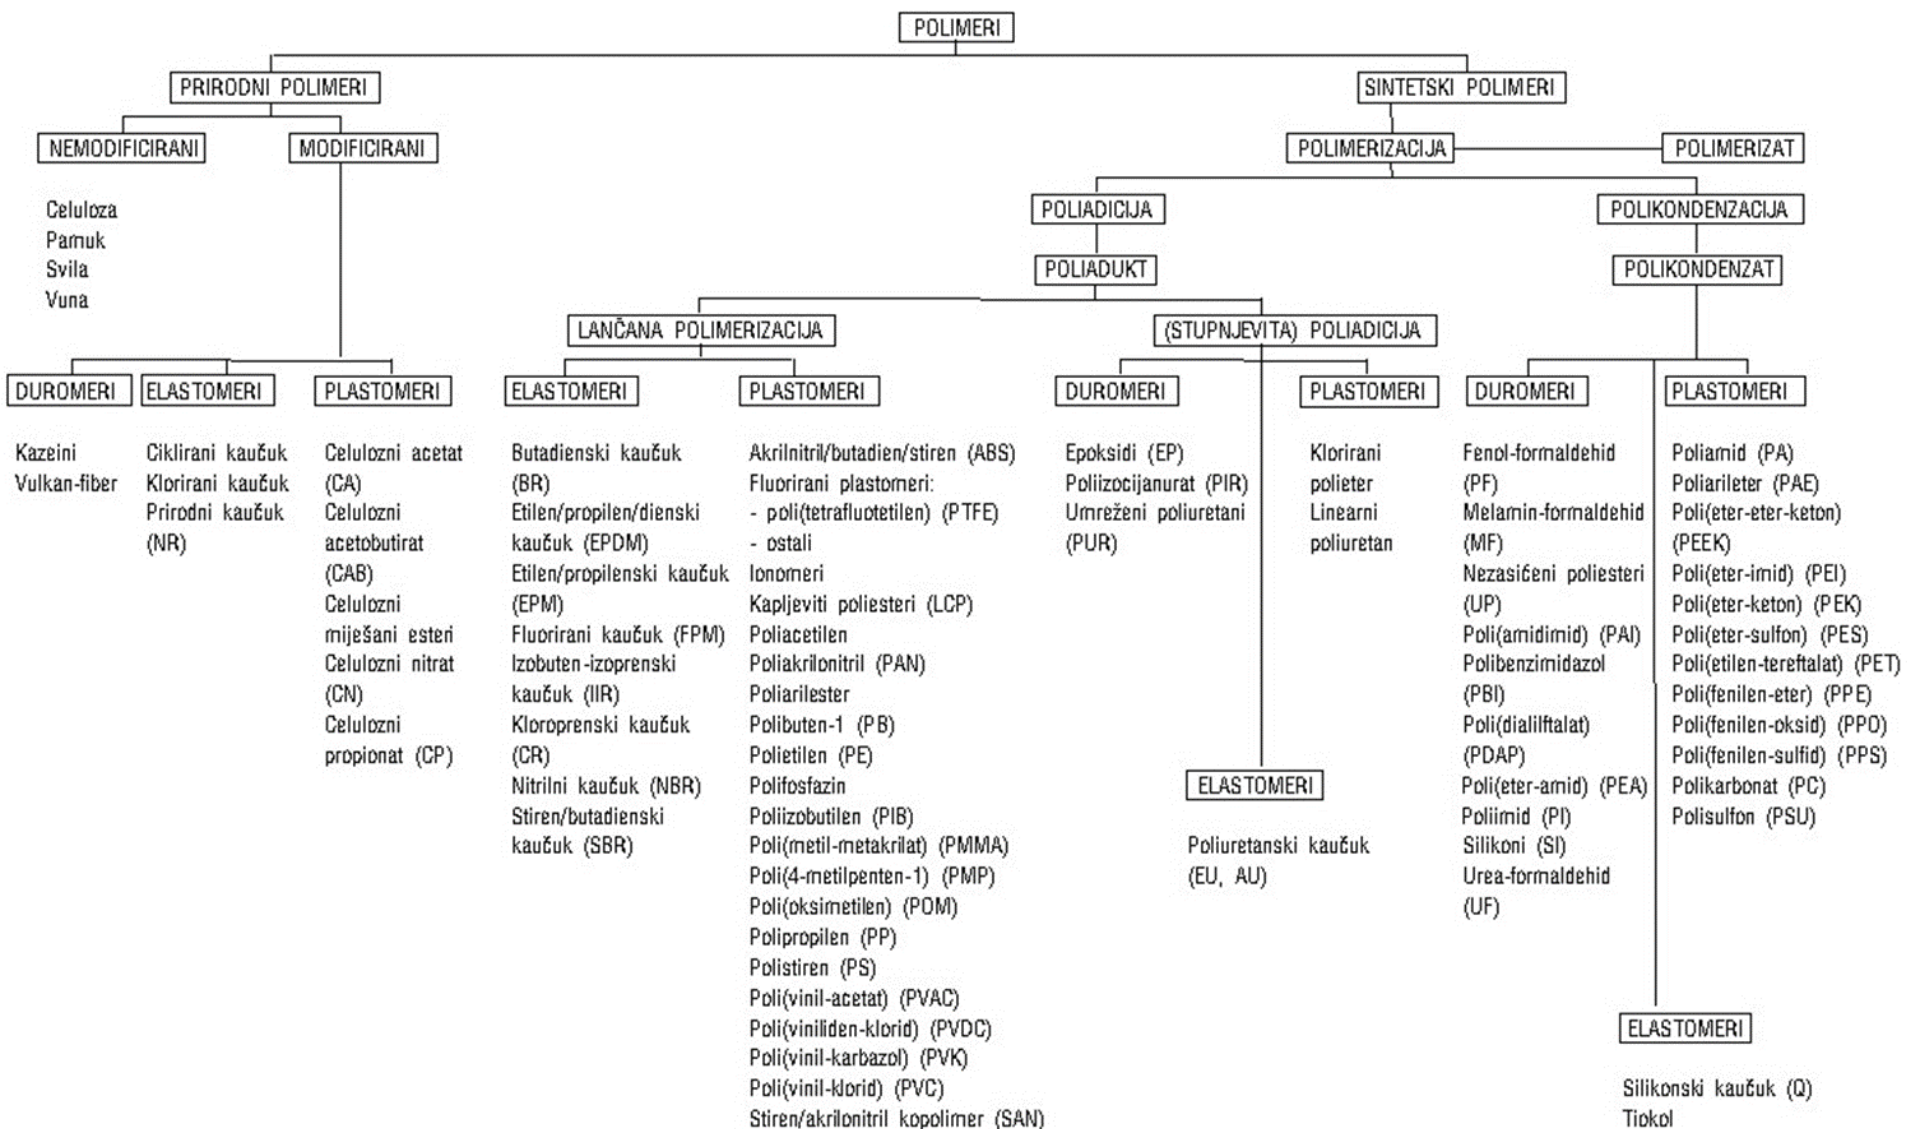 POLIMERI
PRIRODNI POLIMERI
SINTETSKI POLIMERI
NEMODIFICIRANI
MODIFICIRANI
POLIMERIZACIJA
POLIMERIZAT
Celuloza
Pamuk
Svila
Vuna
POLIADICIJA
POLIKONDENZACIJA
POLIADUKT
POLIKONDENZAT
LANČANA POLIMERIZACIJA
(STUPNJEVITA) POLIADICIJA
DUROMERI
Kazeini
Vulkan-fiber
ELASTOMERI
Ciklirani kaučuk
Klorirani kaučuk
Prirodni kaučuk
(NR)
PLASTOMERI
Celulozni acetat
(CA)
Celulozni
acetobutirat
(CAB)
Celulozni
miješani esteri
Celulozni nitrat
(CN)
Celulozni
propionat (CP)
ELASTOMERI
Butadienski kaučuk
(BR)
Etilen/propilen/dienski
kaučuk (EPDM)
Etilen/propilenski kaučuk
(EPM)
Fluorirani kaučuk (FPM)
Izobuten-izoprenski
kaučuk (IIR)
Kloroprenski kaučuk
(CR)
Nitrilni kaučuk (NBR)
Stiren/butadienski
kaučuk (SBR)
PLASTOMERI
Akrilnitril/butadien/stiren (ABS)
Fluorirani plastomeri:
- poli(tetrafluotetilen) (PTFE)
- ostali
Ionomeri
Kapljeviti poliesteri (LCP)
Poliacetilen
Poliakrilonitril (PAN)
Poliarilester
Polibuten-1 (PB)
Polietilen (PE)
Polifosfazin
Poliizobutilen (PIB)
Poli(metil-metakrilat) (PMMA)
Poli(4-metilpenten-1) (PMP)
Poli(oksimetilen) (POM)
Polipropilen (PP)
Polistiren (PS)
Poli(vinil-acetat) (PVAC)
Poli(viniliden-klorid) (PVDC)
Poli(vinil-karbazol) (PVK)
Poli(vinil-klorid) (PVC)
Stiren/akrilonitril kopolimer (SAN)
DUROMERI
Epoksidi (EP)
Poliizocijanurat (PIR)
Umreženi poliuretani
(PUR)
PLASTOMERI
Klorirani
polieter
Linearni
poliuretan
ELASTOMERI
Poliuretanski kaučuk
(EU, AU)
DUROMERI
Fenol-formaldehid
(PF)
Melamin-formaldehid
(MF)
Nezasićeni poliesteri
(UP)
Poli(amidimid) (PAI)
Polibenzimidazol
(PBI)
Poli(dialilftalat)
(PDAP)
Poli(eter-amid) (PEA)
Poliimid (PI)
Silikoni (SI)
Urea-formaldehid
(UF)
PLASTOMERI
Poliamid (PA)
Poliarileter (PAE)
Poli(eter-eter-keton)
(PEEK)
Poli(eter-imid) (PEI)
Poli(eter-keton) (PEK)
Poli(eter-sulfon) (PES)
Poli(etilen-tereftalat) (PET)
Poli(fenilen-eter) (PPE)
Poli(fenilen-oksid) (PPO)
Poli(fenilen-sulfid) (PPS)
Polikarbonat (PC)
Polisulfon (PSU)
ELASTOMERI
Silikonski kaučuk (Q)
Tiokol